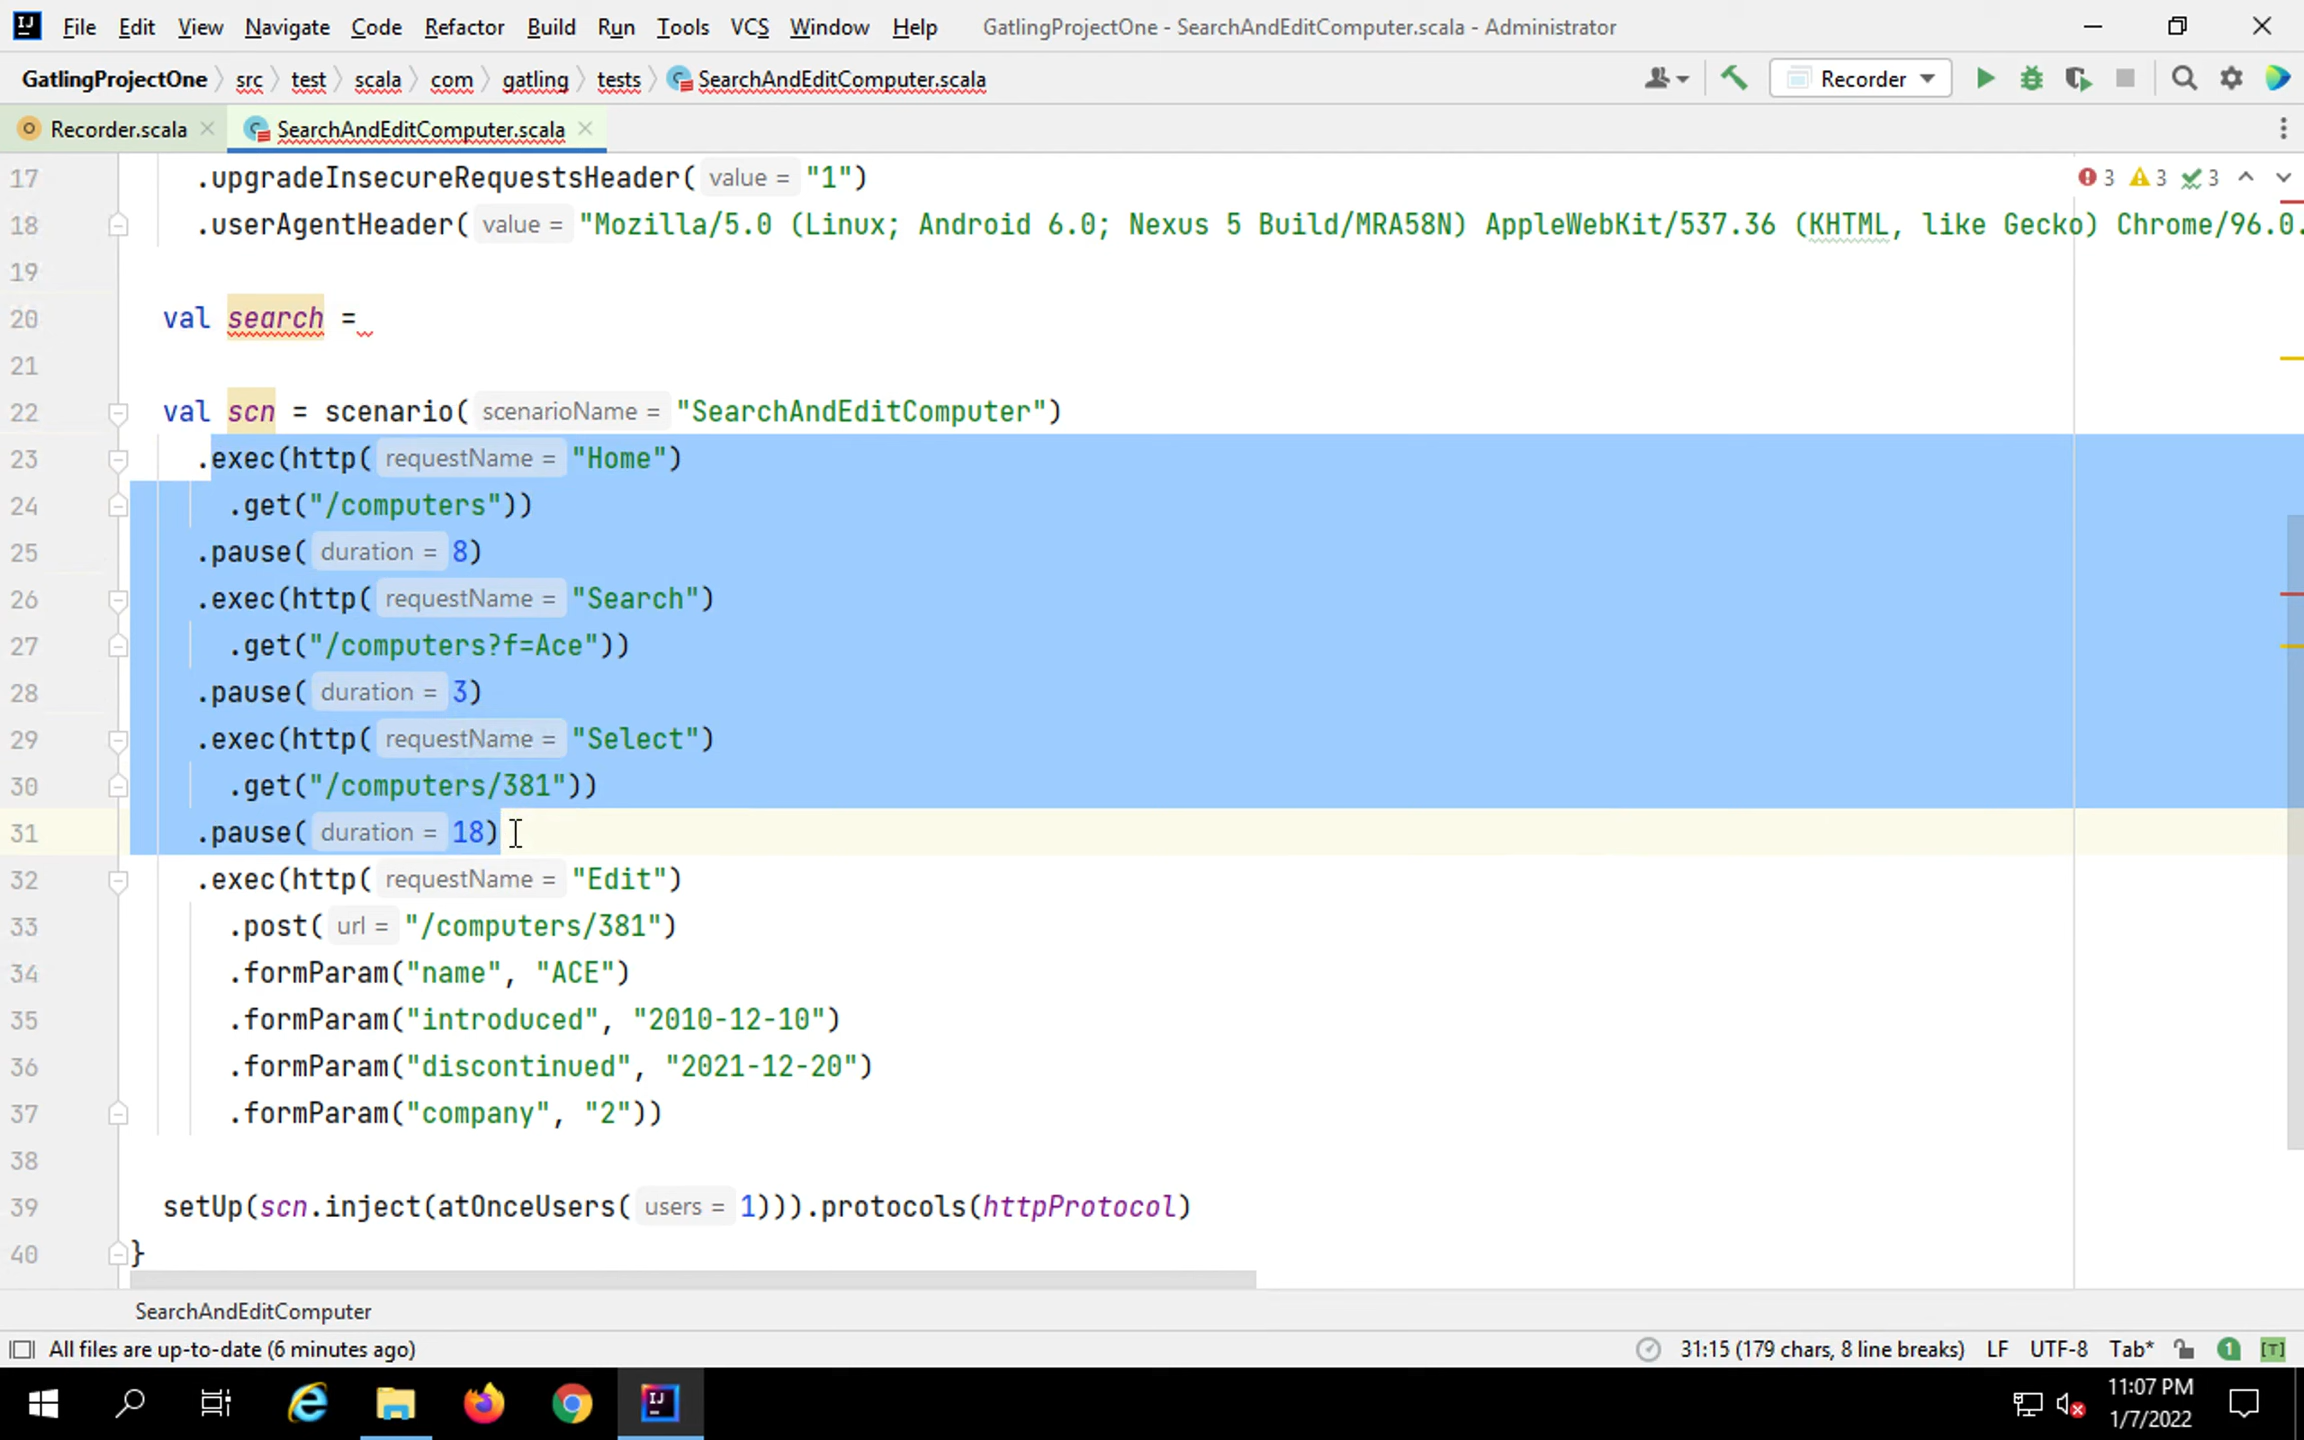 File Edit View Navigate Code Refactor Build Run Tools VCS Window Help GatlingProjectOne - SearchAndEditComputer.scala - Administrator
GatlingProjectOne src test scala com gatling tests SearchAndEditComputer.scala Recorder
Recorder.scala SearchAndEditComputer.scala
17 .upgradeInsecureRequestsHeader( value = "1") 3 3 3
18 .userAgentHeader( value = "Mozilla/5.0 (Linux; Android 6.0; Nexus 5 Build/MRA58N) AppleWebKit/537.36 (KHTML, like Gecko) Chrome/96.0.
19
20 val search =
21
22 val scn = scenario( scenarioName = "SearchAndEditComputer")
23 .exec(http( requestName = "Home")
24 .get("/computers"))
25 .pause( duration = 8)
26 .exec(http( requestName = "Search")
27 .get("/computers?f=Ace"))
28 .pause( duration = 3)
29 .exec(http( requestName = "Select")
30 .get("/computers/381"))
31 .pause( duration = 18)
32 .exec(http( requestName = "Edit")
33 .post( url = "/computers/381")
34 .formParam("name", "ACE")
35 .formParam("introduced", "2010-12-10")
36 .formParam("discontinued", "2021-12-20")
37 .formParam("company", "2"))
38
39 setUp(scn.inject(atOnceUsers( users = 1))).protocols(httpProtocol)
40 }
SearchAndEditComputer
All files are up-to-date (6 minutes ago) 31:15 (179 chars, 8 line breaks) LF UTF-8 Tab* 1 [T]
11:07 PM
1/7/2022